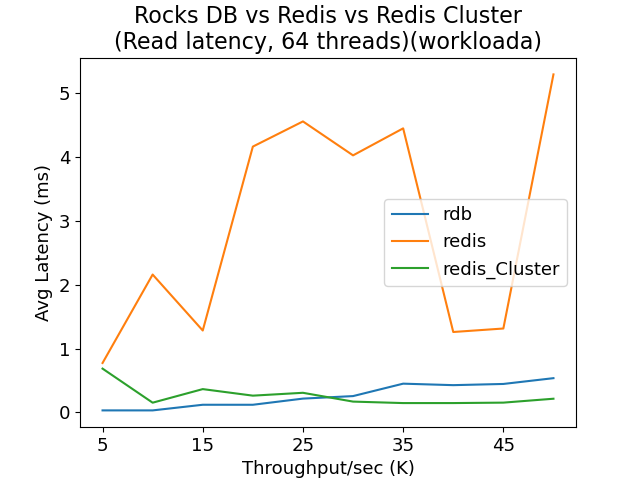 Rocks DB vs Redis vs Redis Cluster
(Read latency, 64 threads)(workloada)
Avg Latency (ms)
5
4
3
2
1
0
rdb
redis
redis_Cluster
5 15 25 35 45
Throughput/sec (K)